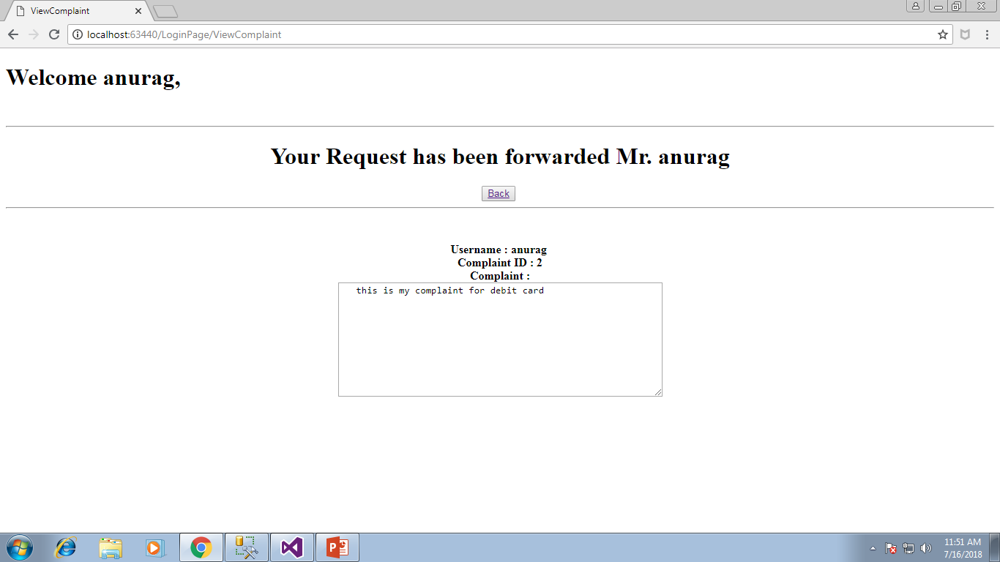 ViewComplaint
localhost:63440/LoginPage/ViewComplaint
Welcome anurag,
Your Request has been forwarded Mr. anurag
Back
Username : anurag
Complaint ID : 2
Complaint :
this is my complaint for debit card
11:51 AM
7/16/2018